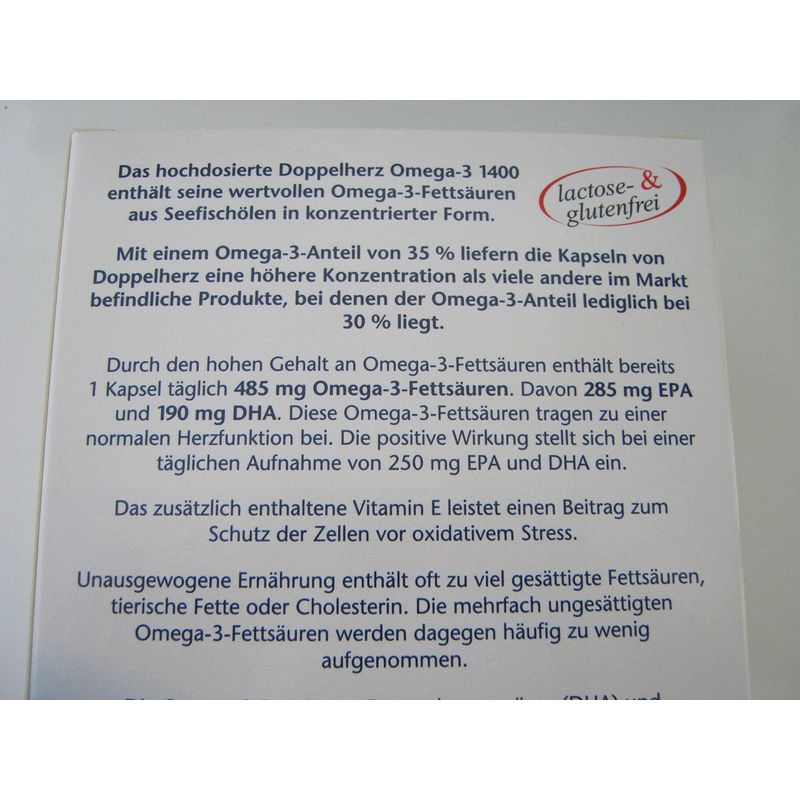 Das hochdosierte Doppelherz Omega-3 1400
enthält seine wertvollen Omega-3-Fettsäuren
aus Seefischölen in konzentrierter Form.
lactose- &
glutenfrei
Mit einem Omega-3-Anteil von 35 % liefern die Kapseln von
Doppelherz eine höhere Konzentration als viele andere im Markt
befindliche Produkte, bei denen der Omega-3-Anteil lediglich bei
30 % liegt.
Durch den hohen Gehalt an Omega-3-Fettsäuren enthält bereits
1 Kapsel täglich 485 mg Omega-3-Fettsäuren. Davon 285 mg EPA
und 190 mg DHA. Diese Omega-3-Fettsäuren tragen zu einer
normalen Herzfunktion bei. Die positive Wirkung stellt sich bei einer
täglichen Aufnahme von 250 mg EPA und DHA ein.
Das zusätzlich enthaltene Vitamin E leistet einen Beitrag zum
Schutz der Zellen vor oxidativem Stress.
Unausgewogene Ernährung enthält oft zu viel gesättigte Fettsäuren,
tierische Fette oder Cholesterin. Die mehrfach ungesättigten
Omega-3-Fettsäuren werden dagegen häufig zu wenig
aufgenommen.
(DHA) und